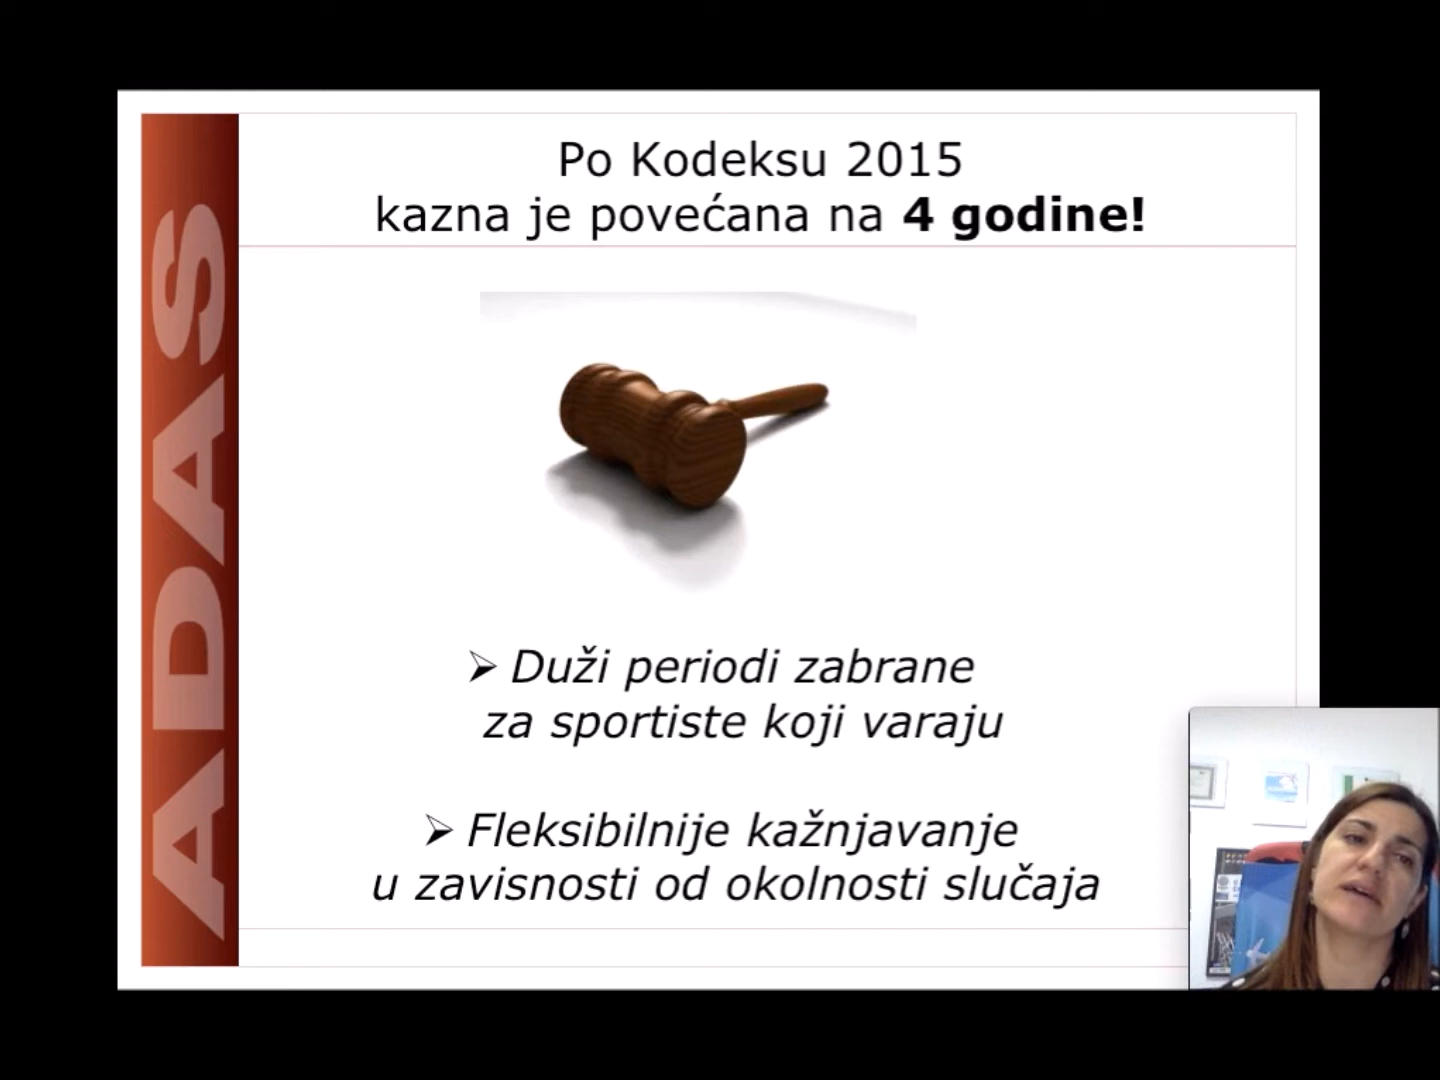 Po Kodeksu 2015
kazna je povećana na 4 godine!
ADAS
➢ Duži periodi zabrane
za sportiste koji varaju
➢ Fleksibilnije kažnjavanje
u zavisnosti od okolnosti slučaja